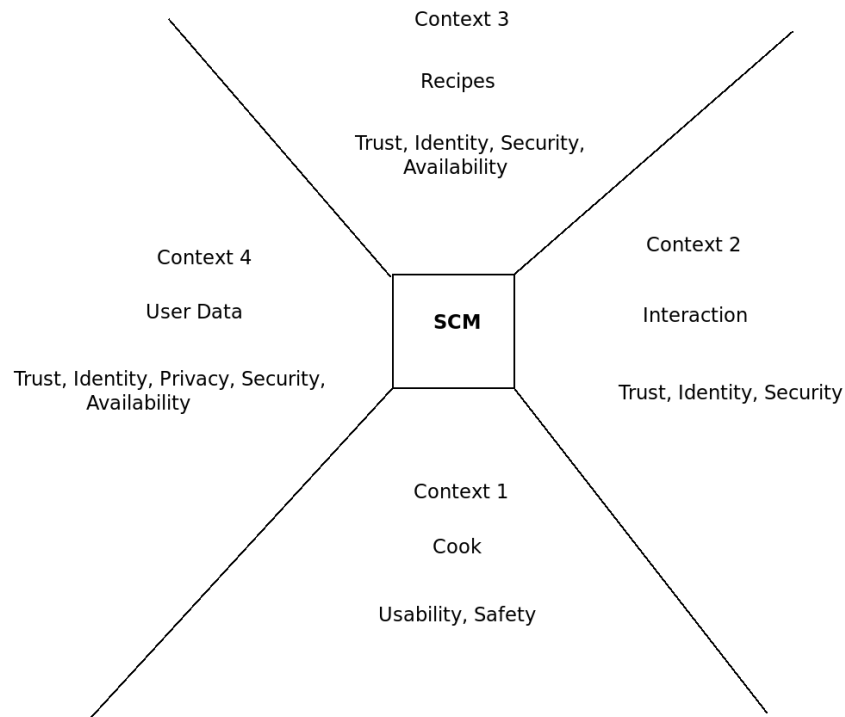 Context 3
Recipes
Trust, Identity, Security,
Availability
Context 4
User Data
Trust, Identity, Privacy, Security,
Availability
SCM
Context 2
Interaction
Trust, Identity, Security
Context 1
Cook
Usability, Safety